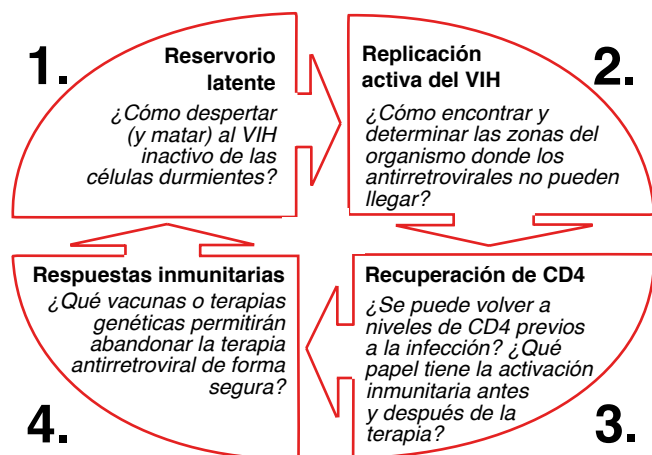 1.
Reservorio
latente
¿Cómo despertar
(y matar) al VIH
inactivo de las
células durmientes?
2.
Replicación
activa del VIH
¿Cómo encontrar y
determinar las zonas del
organismo donde los
antirretrovirales no pueden
llegar?
Recuperación de CD4
¿Se puede volver a
niveles de CD4 previos
a la infección? ¿Qué
papel tiene la activación
inmunitaria antes
y después de la
terapia?
3.
Respuestas inmunitarias
¿Qué vacunas o terapias
genéticas permitirán
abandonar la terapia
antirretroviral de forma
segura?
4.